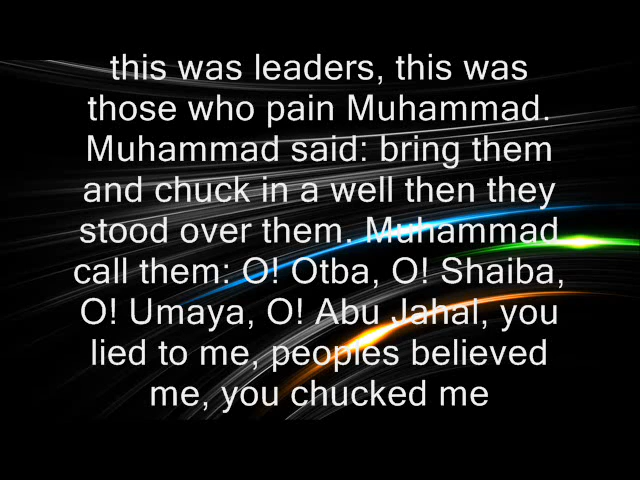 this was leaders, this was
those who pain Muhammad.
Muhammad said: bring them
and chuck in a well then they
stood over them. Muhammad
call them: O! Otba, O! Shaiba,
O! Umaya, O! Abu Jahal, you
lied to me, peoples believed
me, you chucked me